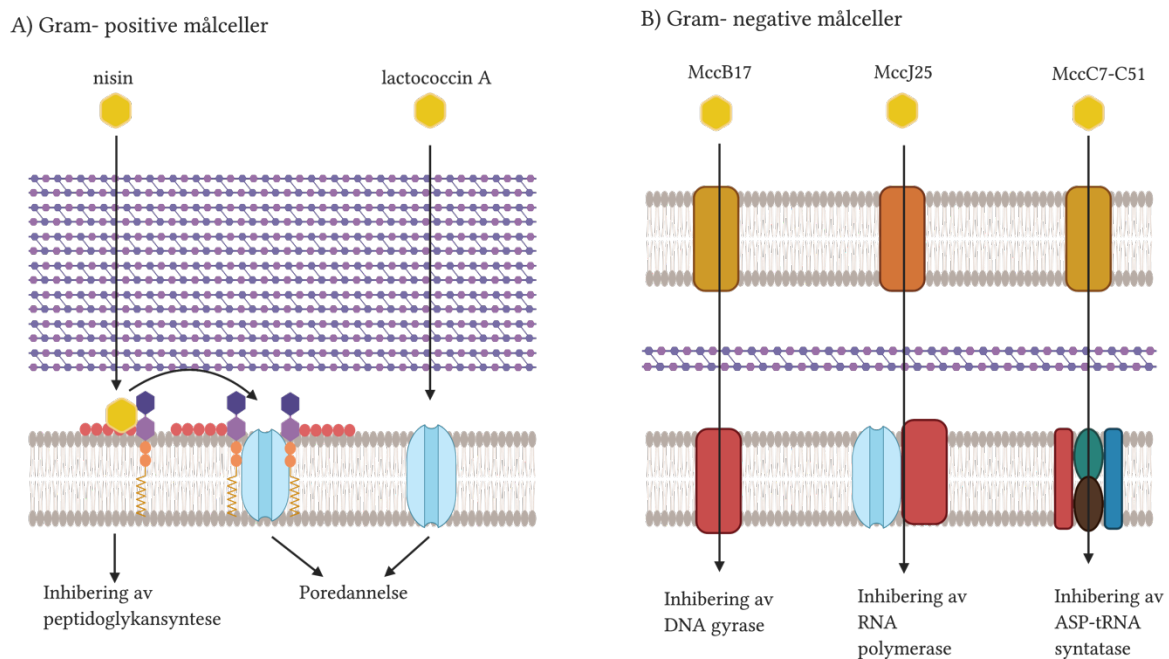 A) Gram- positive målceller
nisin
lactococcin A
Inhibering av
peptidoglykansyntese
Poredannelse
B) Gram- negative målceller
MccB17
MccJ25
MccC7-C51
Inhibering av
DNA gyrase
Inhibering av
RNA
polymerase
Inhibering av
ASP-tRNA
syntatase